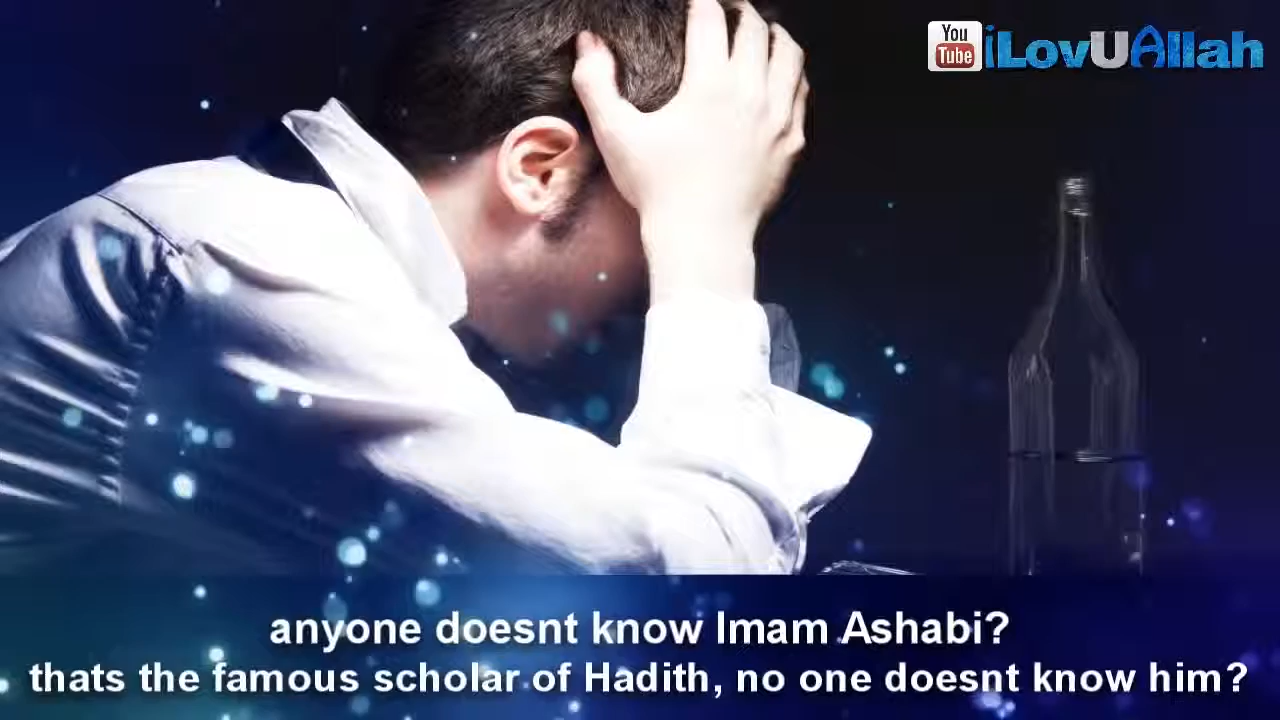 You
Tube
iLovUAllah
anyone doesnt know Imam Ashabi?
thats the famous scholar of Hadith, no one doesnt know him?